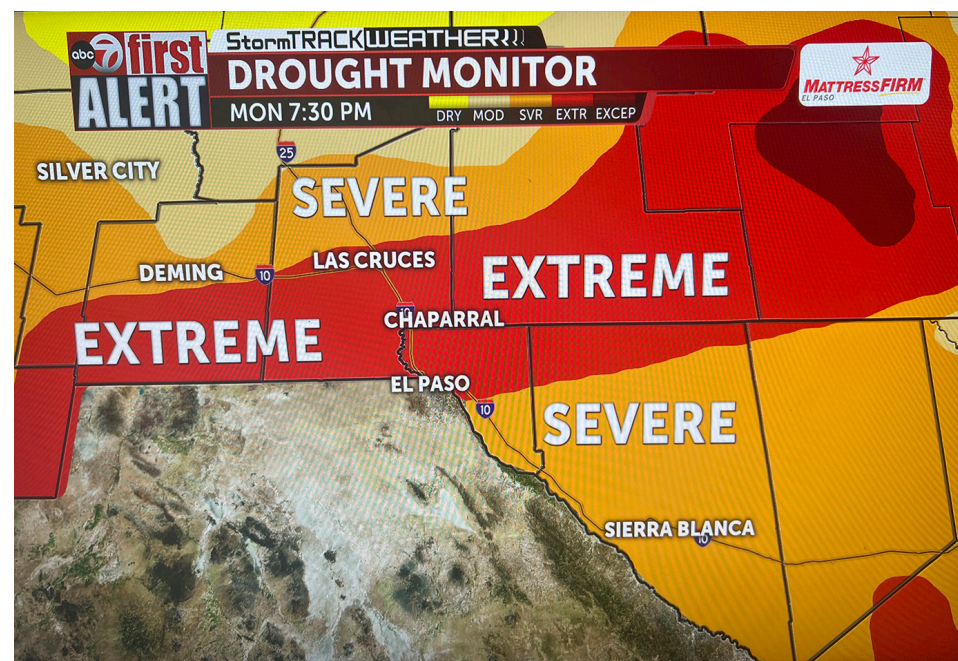 abc 7 first
ALERT
StormTRACKWEATHER
DROUGHT MONITOR
MON 7:30 PM
DRY MOD SVR EXTR EXCEP
MATTRESSFIRM
EL PASO
25
SILVER CITY
SEVERE
LAS CRUCES
DEMING
10
EXTREME
10
CHAPARRAL
EXTREME
EL PASO
10
SEVERE
SIERRA BLANCA
10